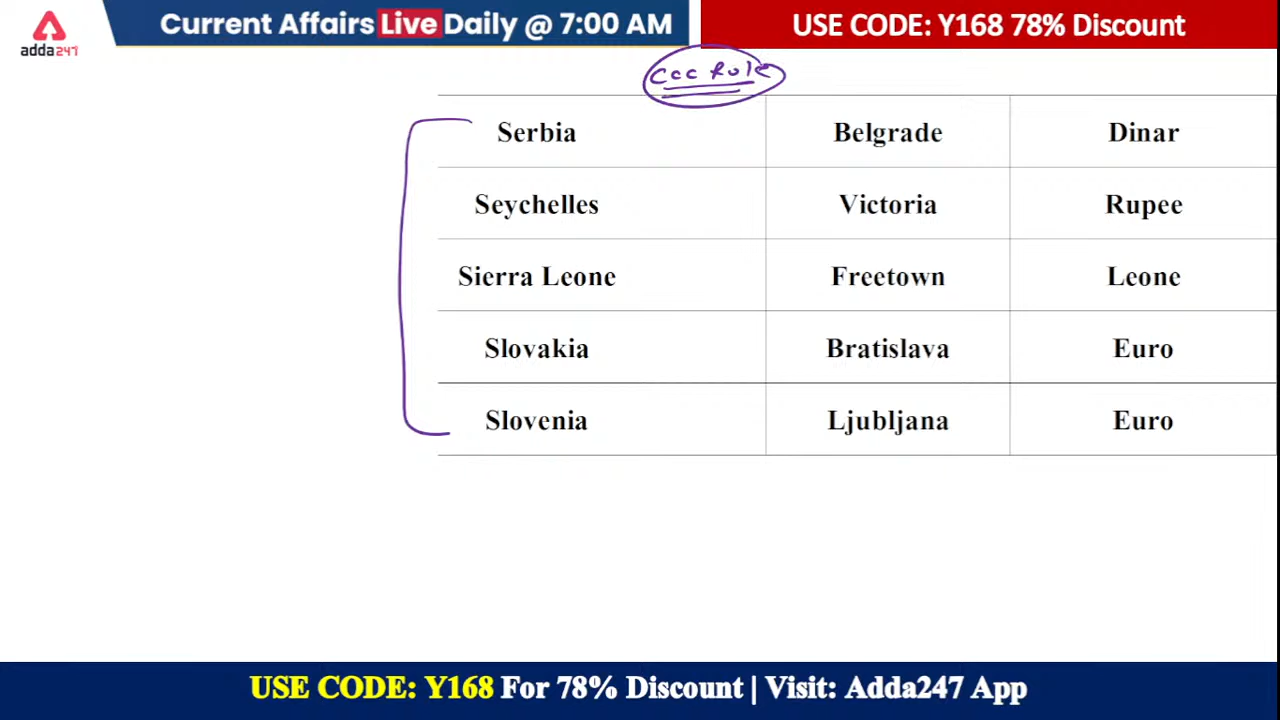 Current Affairs Live Daily @ 7:00 AM
USE CODE: Y168 78% Discount
adda247
CCC Rule
Serbia Belgrade Dinar
Seychelles Victoria Rupee
Sierra Leone Freetown Leone
Slovakia Bratislava Euro
Slovenia Ljubljana Euro
USE CODE: Y168 For 78% Discount | Visit: Adda247 App